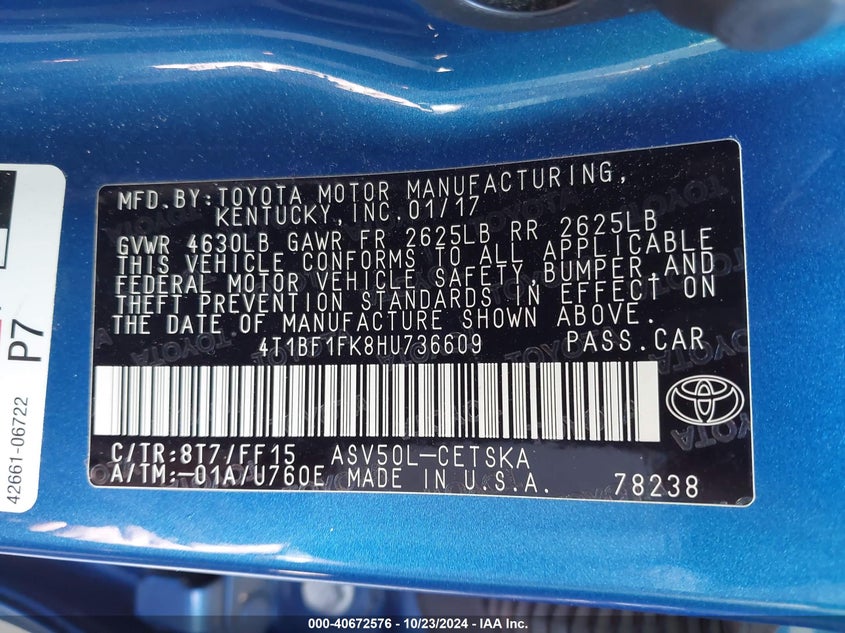 MFD.BY:TOYOTA MOTOR MANUFACTURING,
KENTUCKY,INC.01/17
GVWR 4630LB GAWR FR 2625LB RR 2625LB
THIS VEHICLE CONFORMS TO ALL APPLICABLE
FEDERAL MOTOR VEHICLE SAFETY,BUMPER,AND
THEFT PREVENTION STANDARDS IN EFFECT ON
THE DATE OF MANUFACTURE SHOWN ABOVE.
4T1BF1FK8HU736609 PASS.CAR
C/TR:8T7/FF15 ASV50L-CETSKA
A/TM:-01A/U760E MADE IN U.S.A. 78238
42661-06722
P7
000-40672576 - 10/23/2024 - IAA Inc.